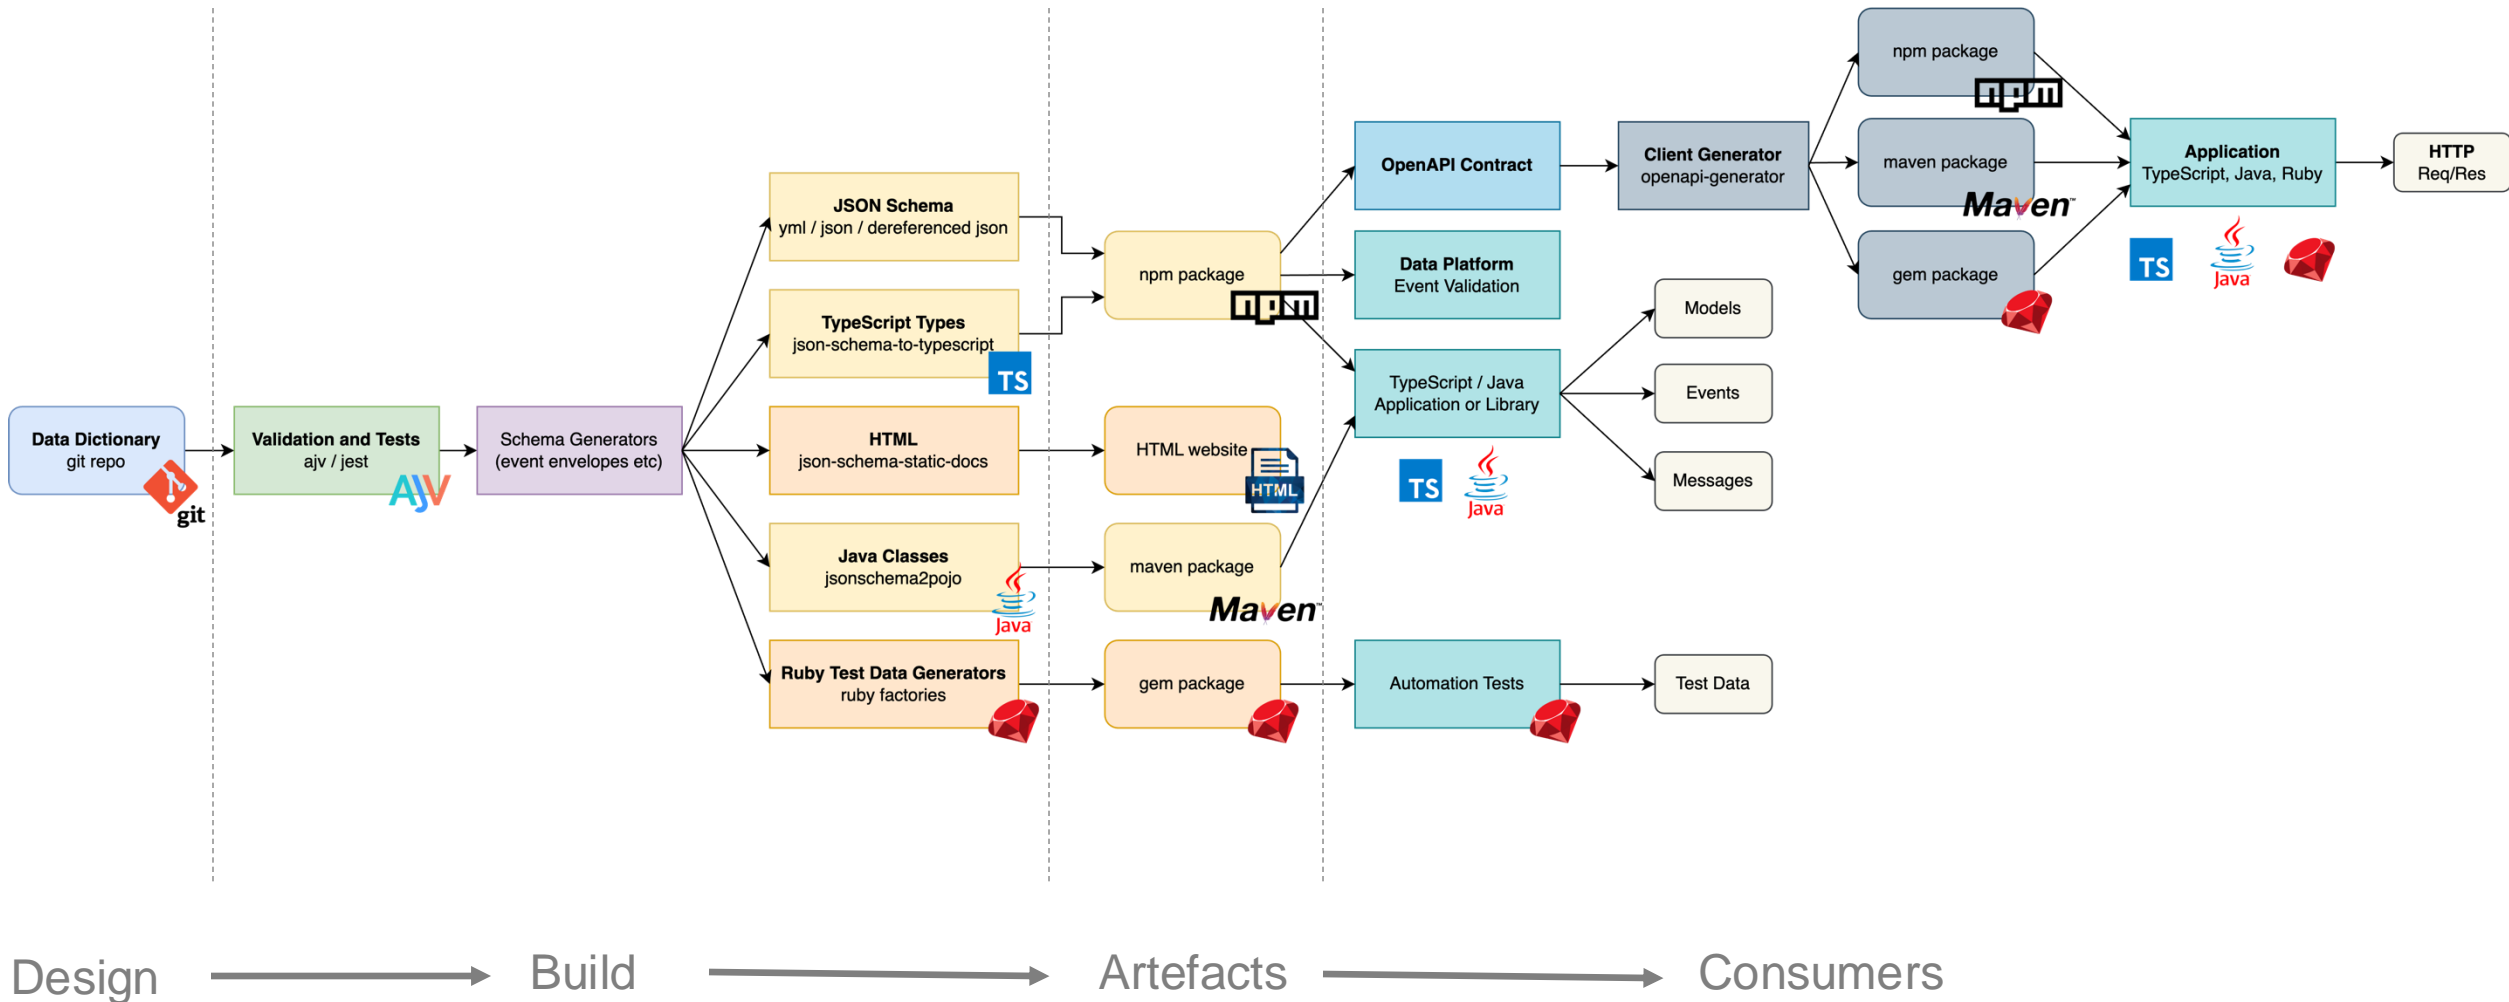 Data Dictionary
git repo
git
Validation and Tests
ajv / jest
AJV
Schema Generators
(event envelopes etc)
JSON Schema
yml / json / dereferenced json
TypeScript Types
json-schema-to-typescript
TS
HTML
json-schema-static-docs
Java Classes
jsonschema2pojo
Java
Ruby Test Data Generators
ruby factories
npm package
npm
HTML website
HTML
maven package
Maven™
gem package
OpenAPI Contract
Data Platform
Event Validation
TypeScript / Java
Application or Library
TS
Java
Automation Tests
Models
Events
Messages
Test Data
Client Generator
openapi-generator
npm package
npm
maven package
Maven™
gem package
Application
TypeScript, Java, Ruby
TS
Java
HTTP
Req/Res
Design
Build
Artefacts
Consumers